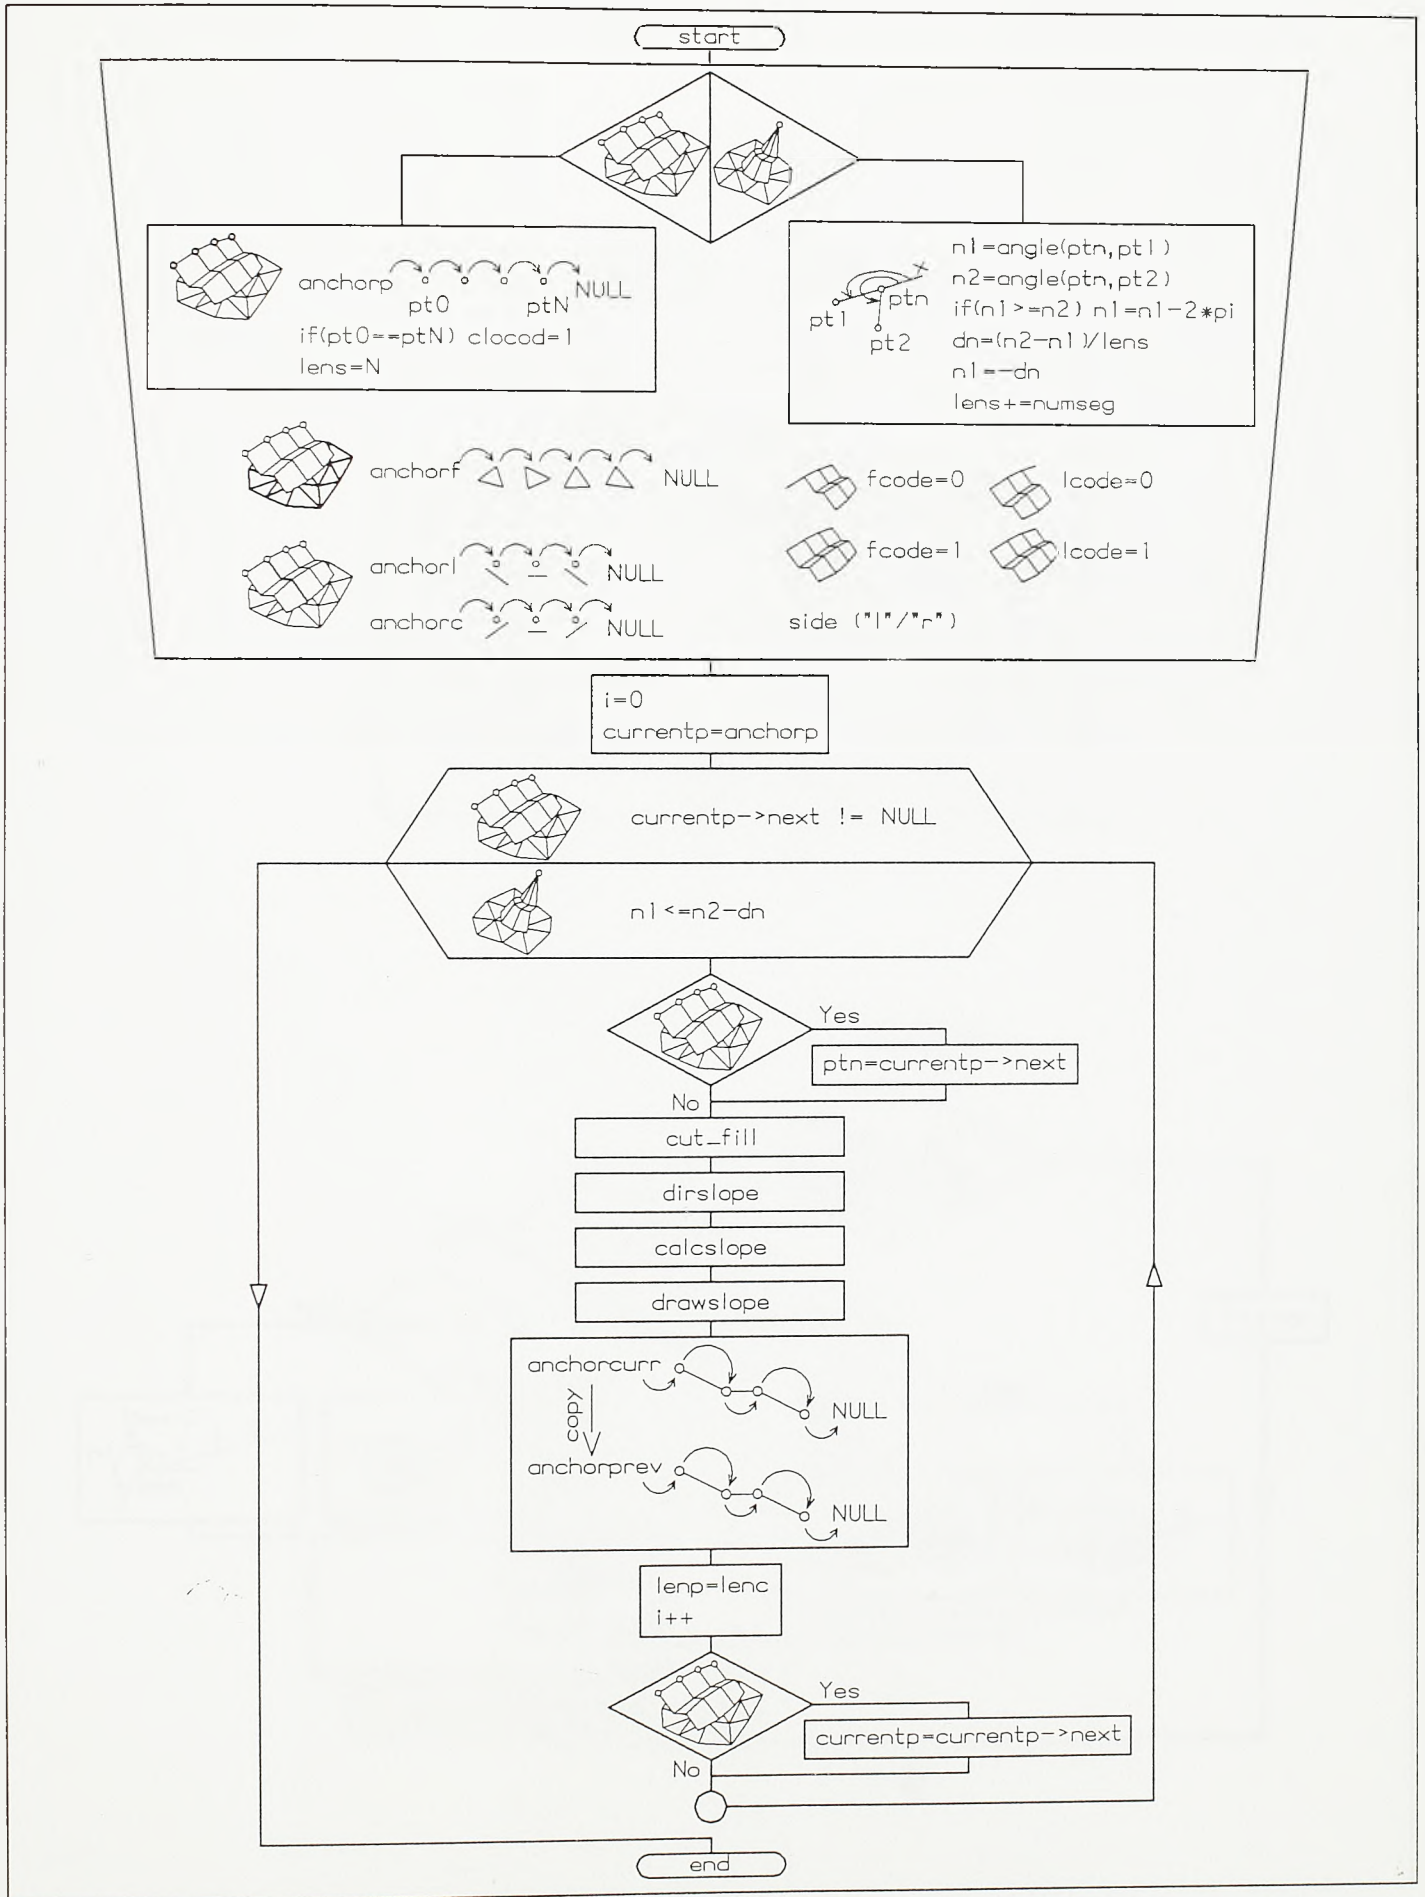 start
anchorp
pt0
ptN
NULL
if(pt0==ptN) clocod=1
lens=N
pt1
ptn
pt2
x
n1=angle(ptn,pt1)
n2=angle(ptn,pt2)
if(n1>=n2) n1=n1-2*pi
dn=(n2-n1)/lens
n1=-dn
lens+=numseg
anchorf
NULL
fcode=0
lcode=0
anchorl
NULL
fcode=1
lcode=1
anchorc
NULL
side ("l"/"r")
i=0
currentp=anchorp
currentp->next != NULL
n1<=n2-dn
Yes
ptn=currentp->next
No
cut_fill
dirslope
calcslope
drawslope
anchorcurr
NULL
copy
anchorprev
NULL
lenp=lenc
i++
Yes
currentp=currentp->next
No
end